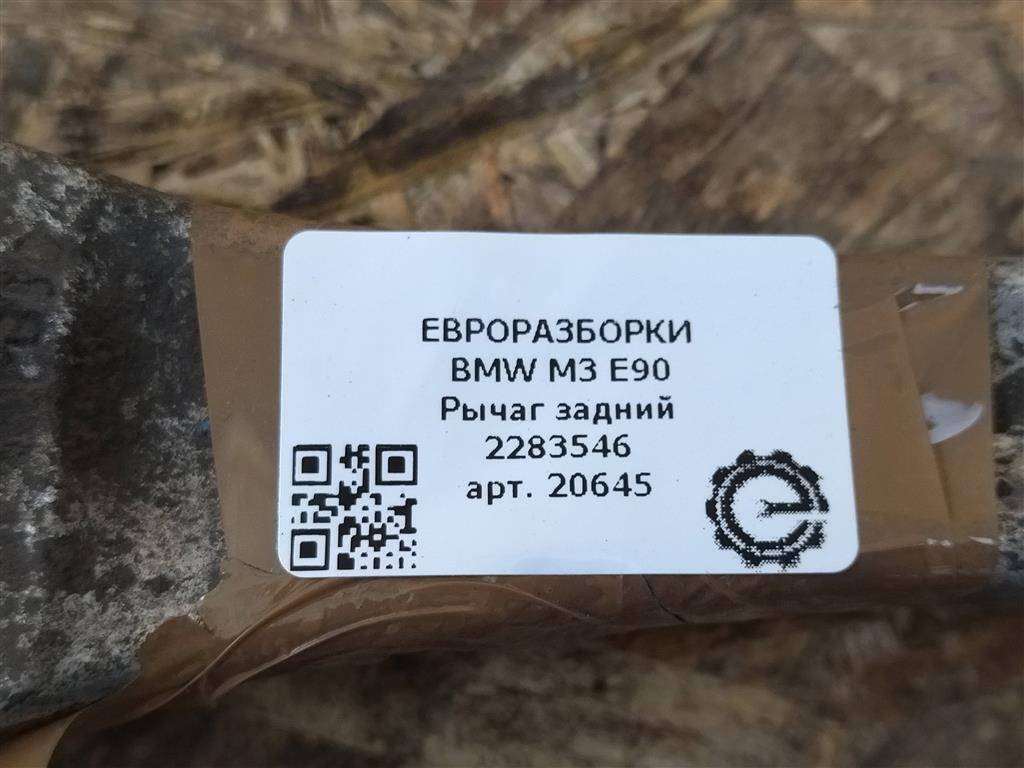 ЕВРОРАЗБОРКИ
BMW M3 E90
Рычаг задний
2283546
арт. 20645